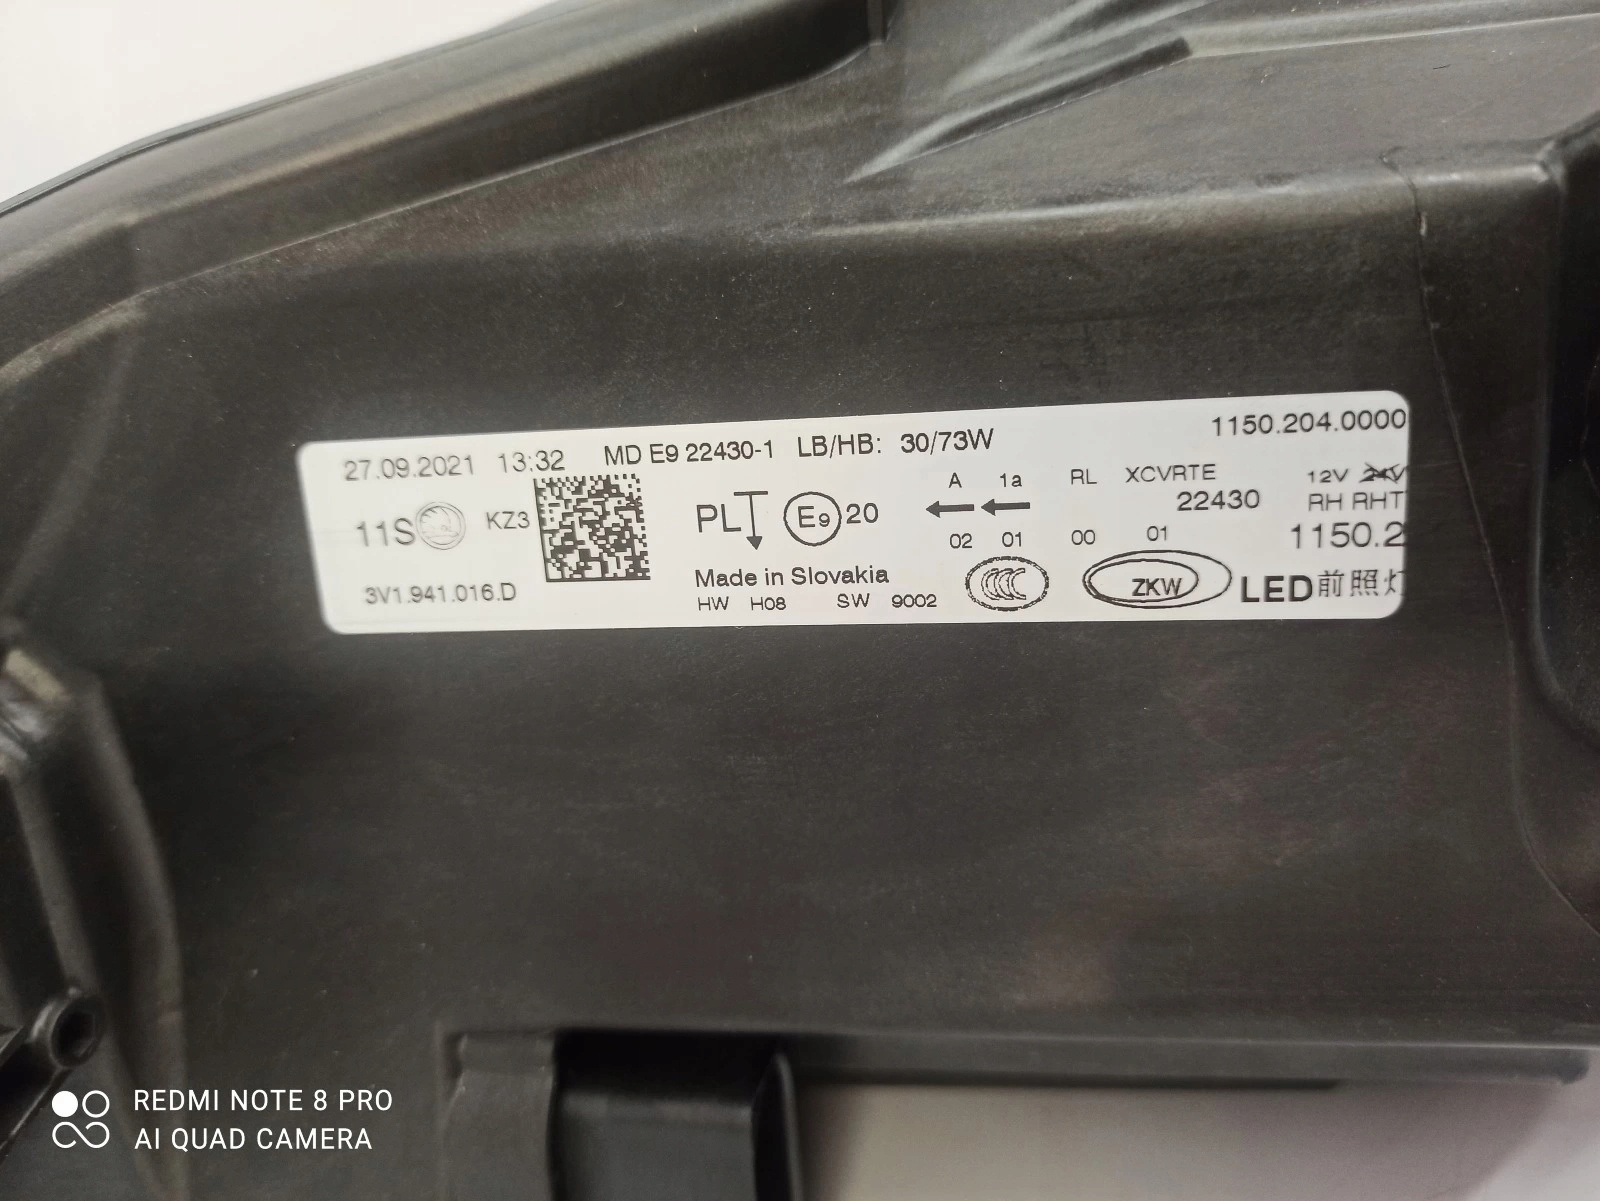 27.09.2021 13:32 MD E9 22430-1 LB/HB: 30/73W 1150.204.0000
A 1a RL XCVRTE 12V 24V
11S KZ3 PL E9 20 22430 RH RHT
02 01 00 01 1150.2
Made in Slovakia CCC ZKW LED前照灯
3V1.941.016.D HW H08 SW 9002
REDMI NOTE 8 PRO
AI QUAD CAMERA